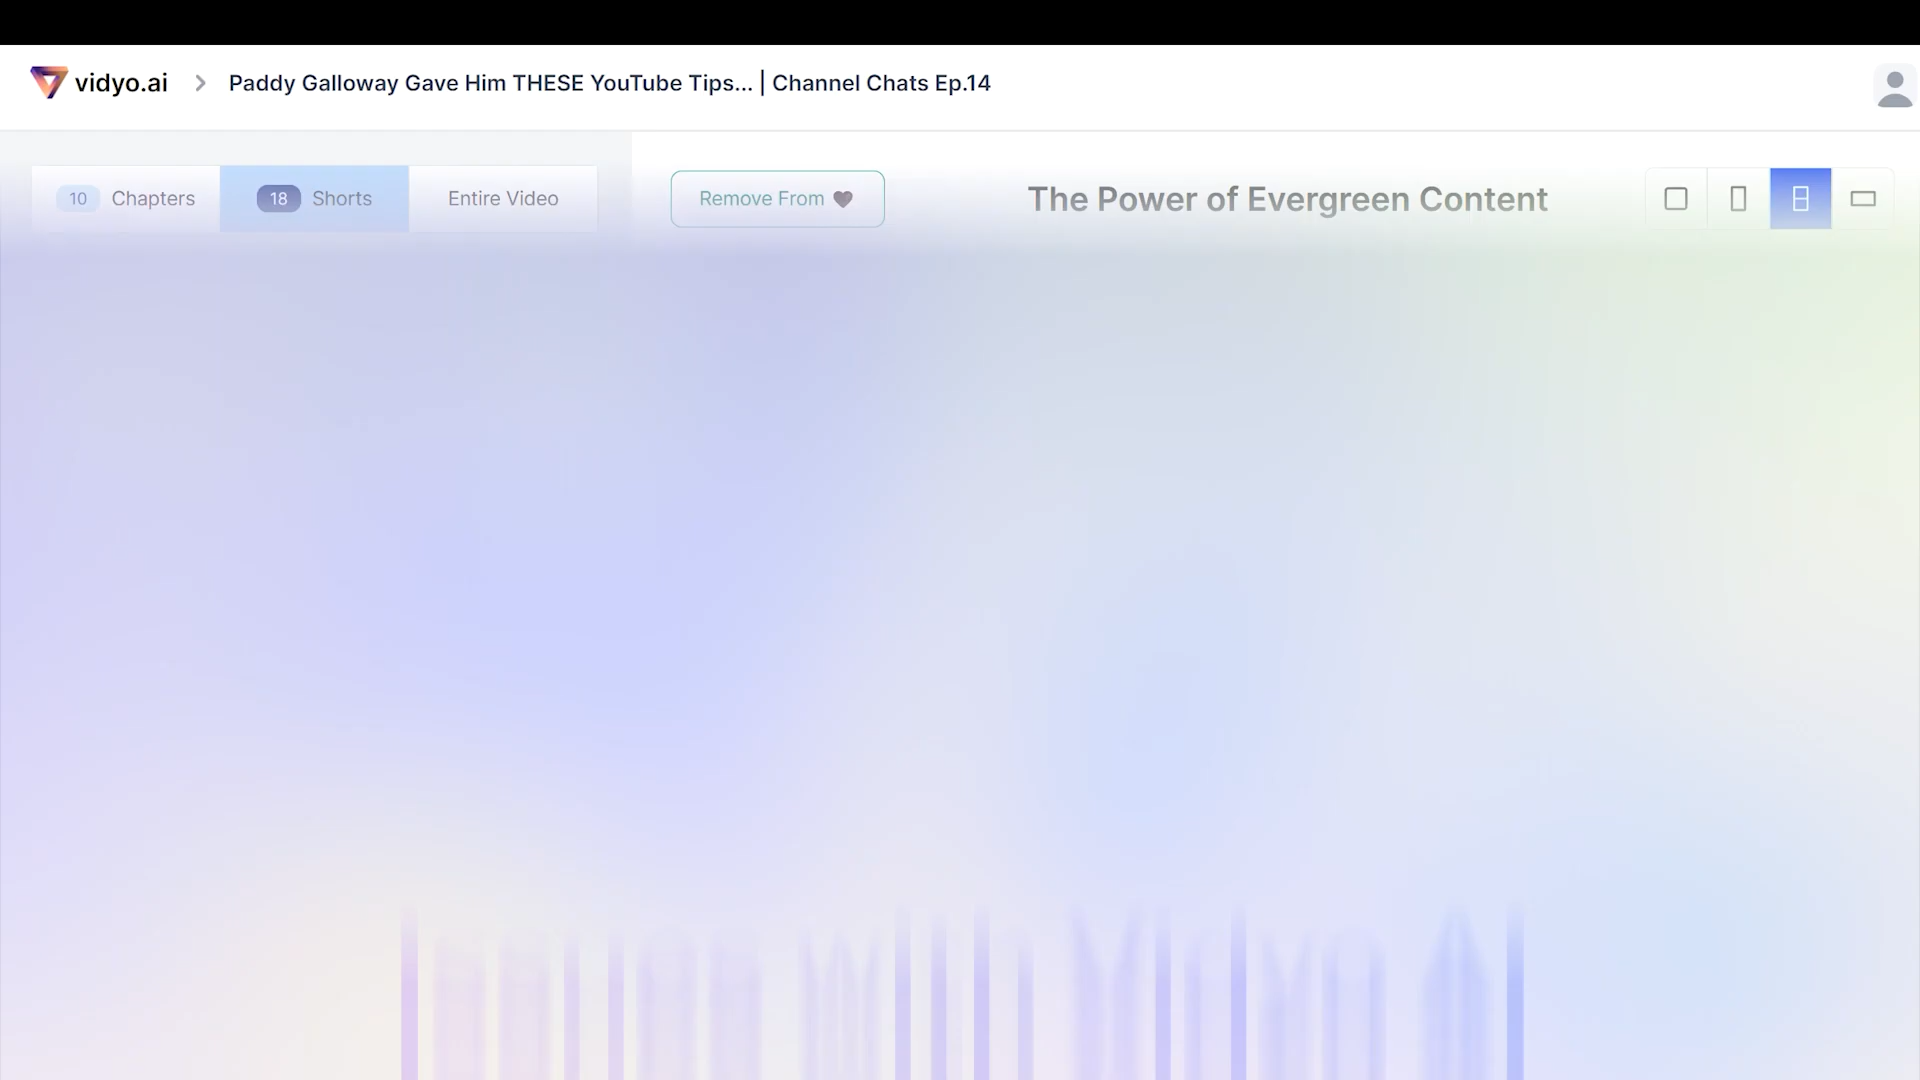 vidyo.ai > Paddy Galloway Gave Him THESE YouTube Tips... | Channel Chats Ep.14
10 Chapters 18 Shorts Entire Video Remove From ♥ The Power of Evergreen Content